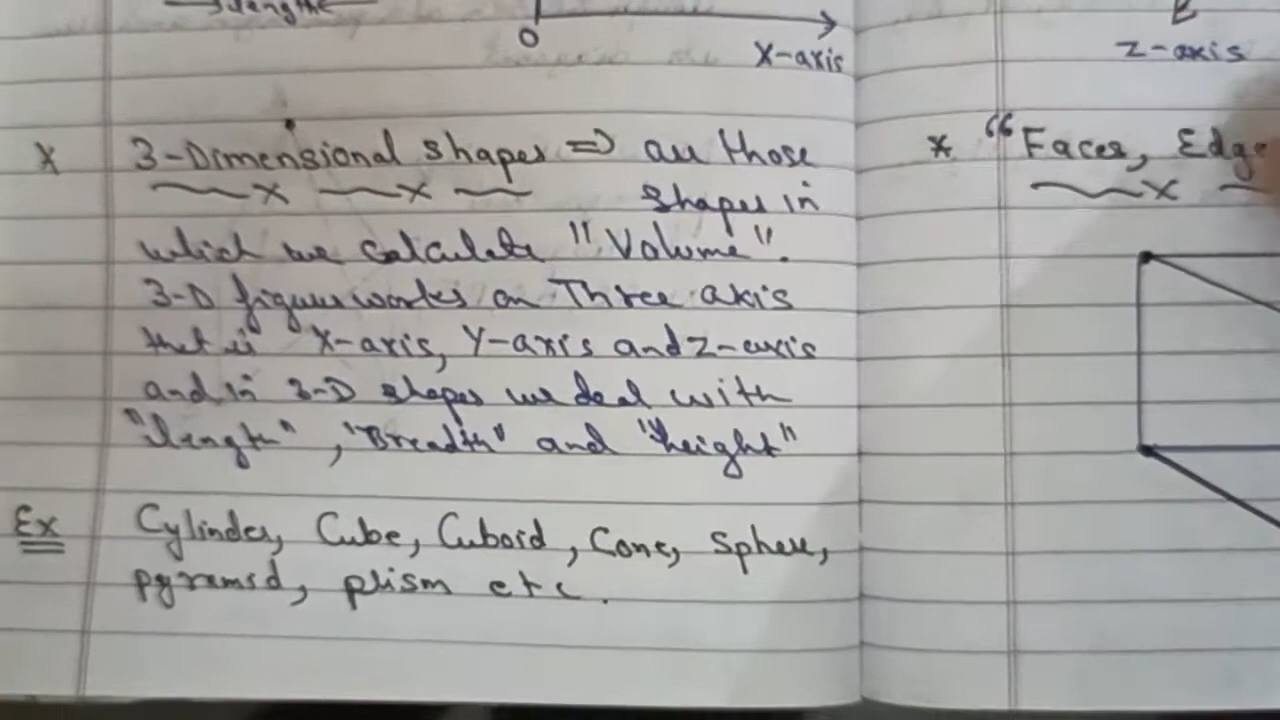 length
O
X-axis
3-Dimensional shapes ⇒ all those
shapes in
which we calculate "Volume".
3-D figure works on Three axis
that is X-axis, Y-axis and Z-axis
and in 3-D shapes we deal with
"length", "Breadth" and "height"
Ex Cylinder, Cube, Cuboid, Cone, Sphere,
pyramid, prism etc.
Z-axis
* "Faces, Edge